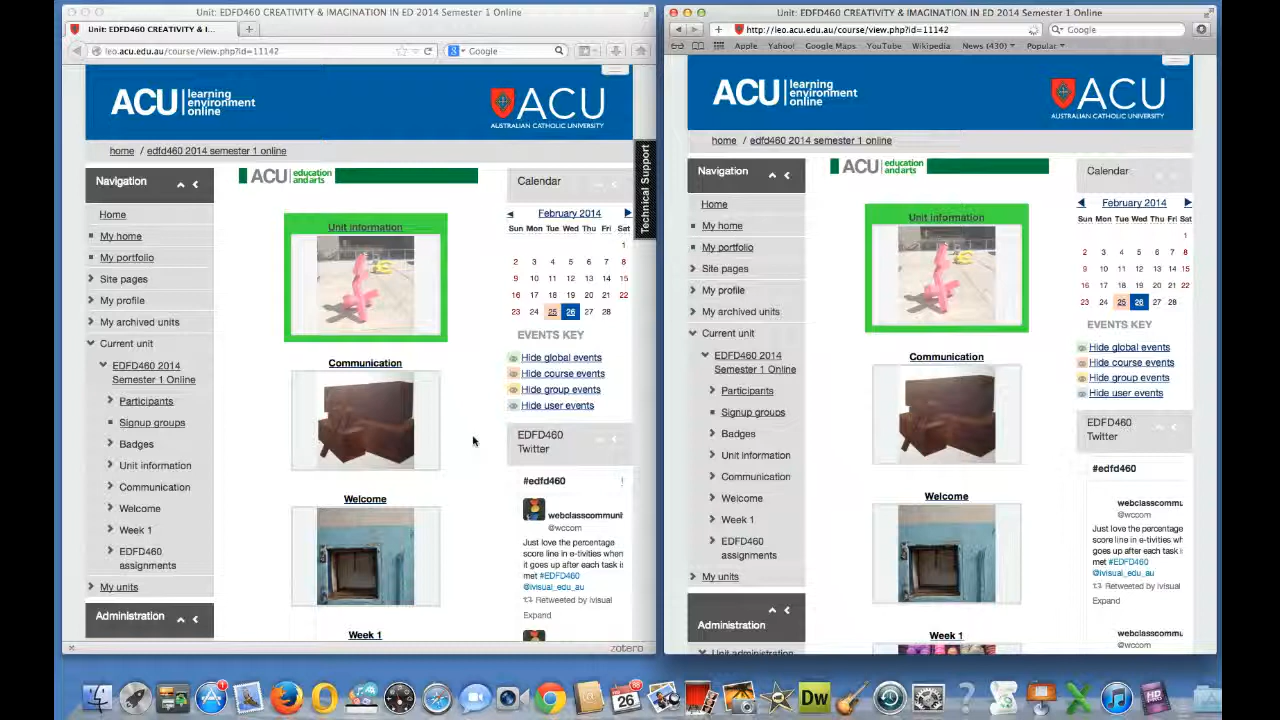 Unit: EDFD460 CREATIVITY & IMAGINATION IN ED 2014 Semester 1 Online
Unit: EDFD460 CREATIVITY & I...
leo.acu.edu.au/course/view.php?id=11142
Google
ACU learning environment online
ACU
AUSTRALIAN CATHOLIC UNIVERSITY
home / edfd460 2014 semester 1 online
Technical Support
Navigation
Home
My home
My portfolio
Site pages
My profile
My archived units
Current unit
EDFD460 2014
Semester 1 Online
Participants
Signup groups
Badges
Unit information
Communication
Welcome
Week 1
EDFD460
assignments
My units
Administration
ACU education and arts
Unit information
Communication
Welcome
Week 1
Calendar
February 2014
Sun Mon Tue Wed Thu Fri Sat
1
2 3 4 5 6 7 8
9 10 11 12 13 14 15
16 17 18 19 20 21 22
23 24 25 26 27 28
EVENTS KEY
Hide global events
Hide course events
Hide group events
Hide user events
EDFD460
Twitter
#edfd460
webclasscommuni
@wccom
Just love the percentage
score line in e-tivities when
it goes up after each task is
met #EDFD460
@ivisual_edu_au
Retweeted by ivisual
Expand
zotero
Unit: EDFD460 CREATIVITY & IMAGINATION IN ED 2014 Semester 1 Online
http://leo.acu.edu.au/course/view.php?id=11142
Google
Apple Yahoo! Google Maps YouTube Wikipedia News (430) Popular
ACU learning environment online
ACU
AUSTRALIAN CATHOLIC UNIVERSITY
home / edfd460 2014 semester 1 online
Navigation
Home
My home
My portfolio
Site pages
My profile
My archived units
Current unit
EDFD460 2014
Semester 1 Online
Participants
Signup groups
Badges
Unit information
Communication
Welcome
Week 1
EDFD460
assignments
My units
Administration
Unit administration
ACU education and arts
Unit information
Communication
Welcome
Week 1
Calendar
February 2014
Sun Mon Tue Wed Thu Fri Sat
1
2 3 4 5 6 7 8
9 10 11 12 13 14 15
16 17 18 19 20 21 22
23 24 25 26 27 28
EVENTS KEY
Hide global events
Hide course events
Hide group events
Hide user events
EDFD460
Twitter
#edfd460
webclasscommu
@wccom
Just love the percentage
score line in e-tivities wh
it goes up after each task
met #EDFD460
@ivisual_edu_au
Retweeted by ivisual
Expand
webclasscommu
@wccom
26
Dw